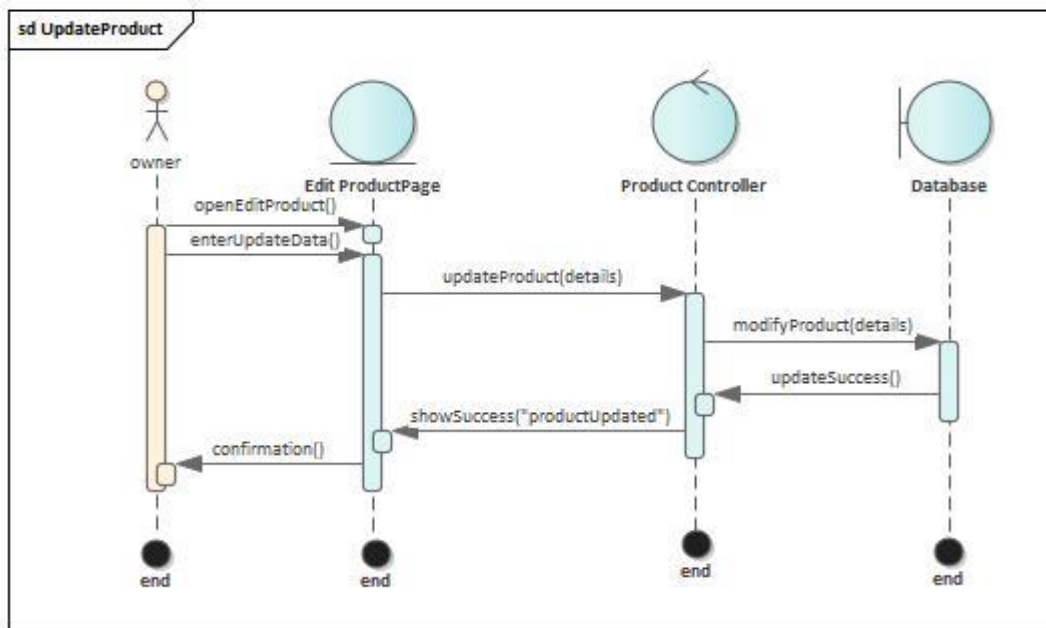 sd UpdateProduct
owner
Edit ProductPage
Product Controller
Database
openEditProduct()
enterUpdateData()
updateProduct(details)
modifyProduct(details)
updateSuccess()
showSuccess("productUpdated")
confirmation()
end
end
end
end